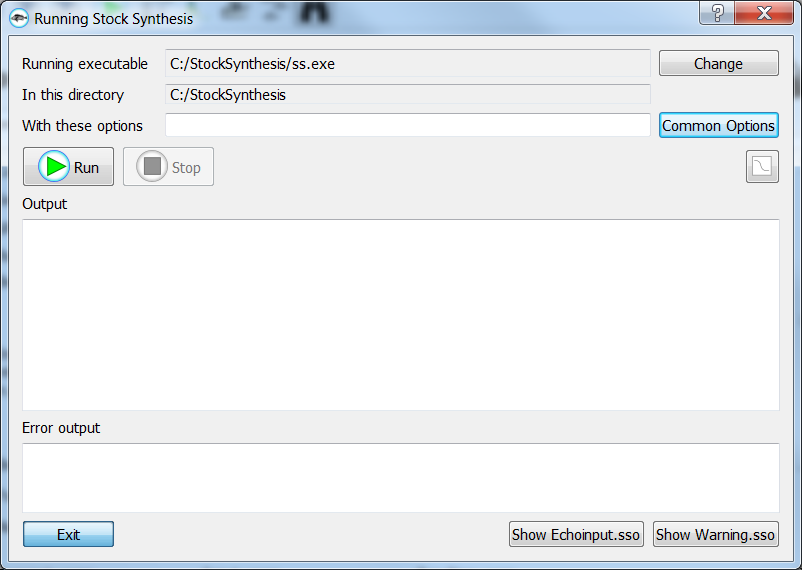 Running Stock Synthesis
Running executable C:/StockSynthesis/ss.exe Change
In this directory C:/StockSynthesis
With these options Common Options
Run Stop
Output
Error output
Exit Show Echoinput.sso Show Warning.sso